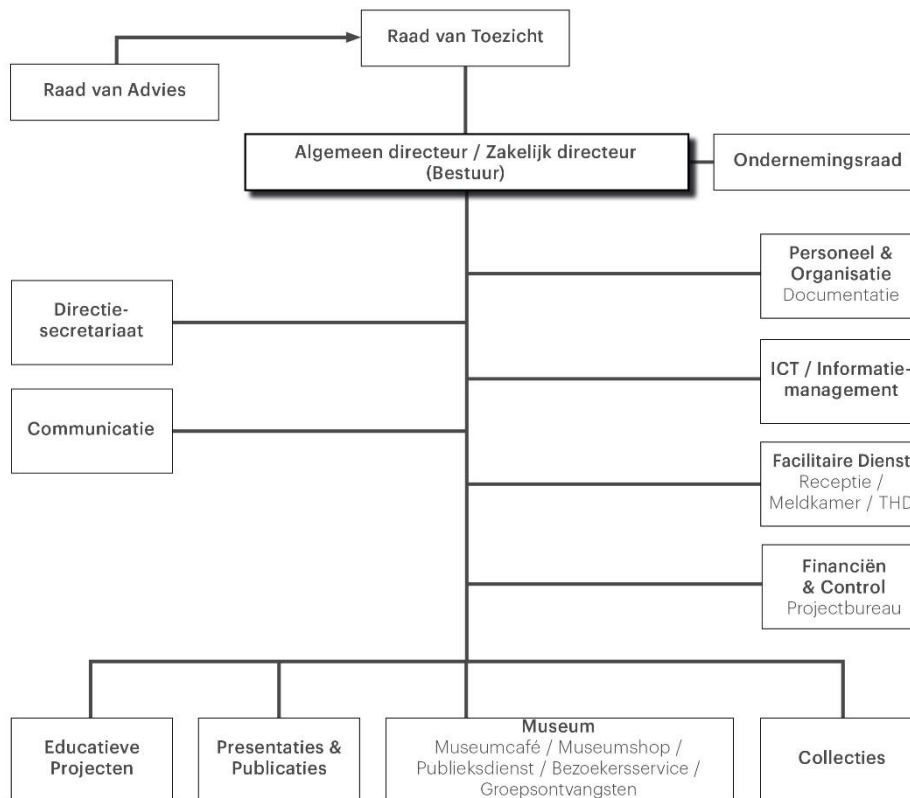 Raad van Toezicht
Raad van Advies
Algemeen directeur / Zakelijk directeur
(Bestuur)
Ondernemingsraad
Personeel &
Organisatie
Documentatie
Directie-
secretariaat
ICT / Informatie-
management
Communicatie
Facilitaire Dienst
Receptie /
Meldkamer / THD
Financiën
& Control
Projectbureau
Educatieve
Projecten
Presentaties &
Publicaties
Museum
Museumcafé / Museumshop /
Publieksdienst / Bezoekersservice /
Groepsontvangsten
Collecties